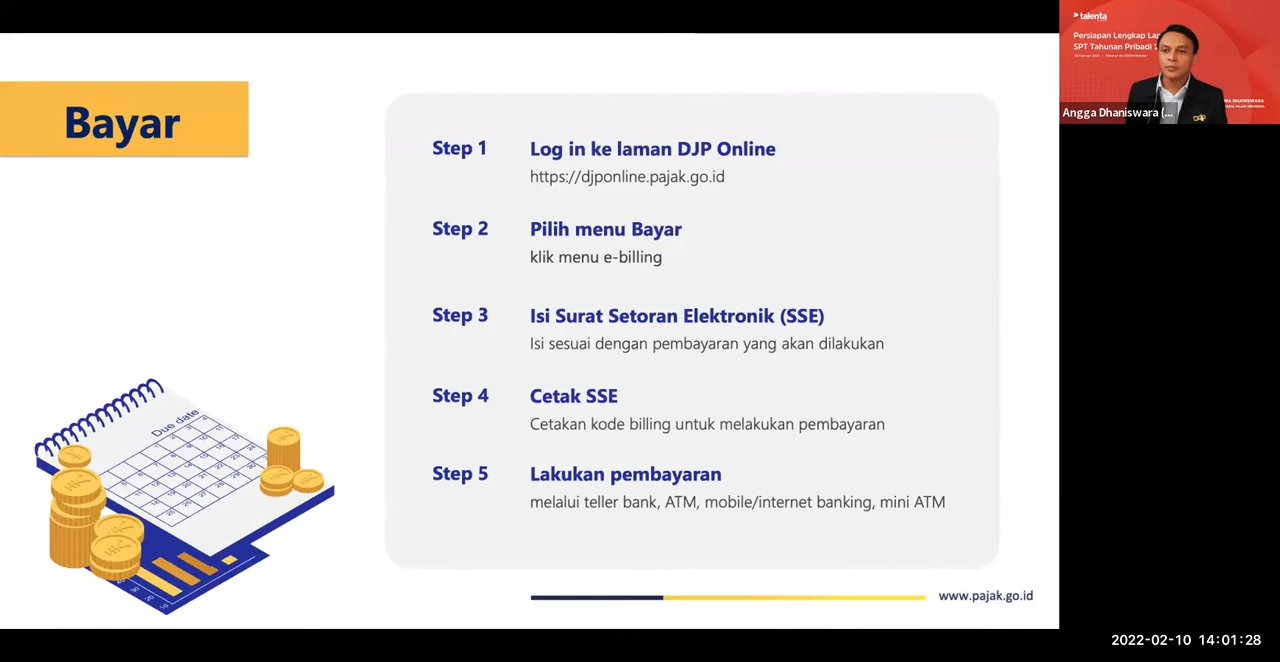 Bayar
Step 1
Log in ke laman DJP Online
https://djponline.pajak.go.id
Step 2
Pilih menu Bayar
klik menu e-billing
Step 3
Isi Surat Setoran Elektronik (SSE)
Isi sesuai dengan pembayaran yang akan dilakukan
Step 4
Cetak SSE
Cetakan kode billing untuk melakukan pembayaran
Step 5
Lakukan pembayaran
melalui teller bank, ATM, mobile/internet banking, mini ATM
Due date
www.pajak.go.id
talenta
Persiapan Lengkap
SPT Tahunan Pribadi
Angga Dhaniswara (...
2022-02-10 14:01:28